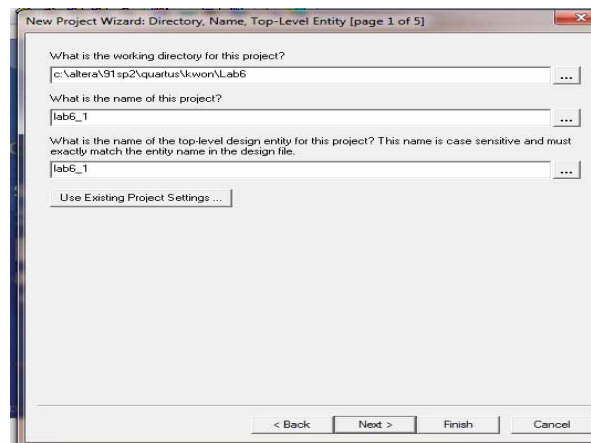 New Project Wizard: Directory, Name, Top-Level Entity [page 1 of 5]
What is the working directory for this project?
c:\altera\91sp2\quartus\kwon\Lab6
...
What is the name of this project?
lab6_1
...
What is the name of the top-level design entity for this project? This name is case sensitive and must
exactly match the entity name in the design file.
lab6_1
...
Use Existing Project Settings ...
< Back Next > Finish Cancel